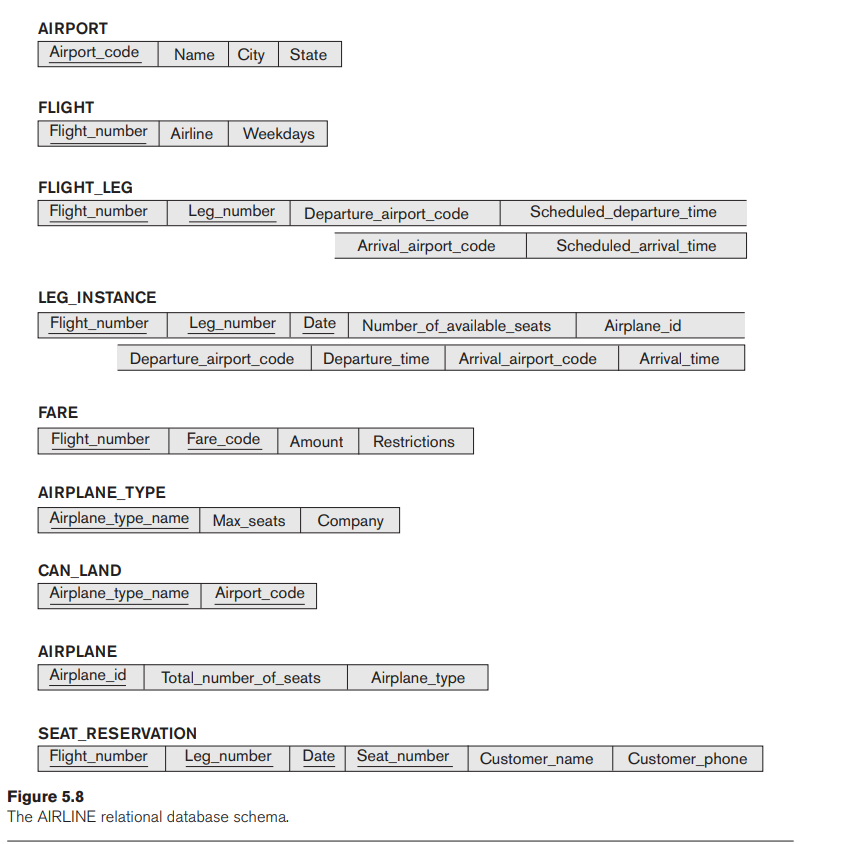 AIRPORT
Airport_code Name City State
FLIGHT
Flight_number Airline Weekdays
FLIGHT_LEG
Flight_number Leg_number Departure_airport_code Scheduled_departure_time
Arrival_airport_code Scheduled_arrival_time
LEG_INSTANCE
Flight_number Leg_number Date Number_of_available_seats Airplane_id
Departure_airport_code Departure_time Arrival_airport_code Arrival_time
FARE
Flight_number Fare_code Amount Restrictions
AIRPLANE_TYPE
Airplane_type_name Max_seats Company
CAN_LAND
Airplane_type_name Airport_code
AIRPLANE
Airplane_id Total_number_of_seats Airplane_type
SEAT_RESERVATION
Flight_number Leg_number Date Seat_number Customer_name Customer_phone
Figure 5.8
The AIRLINE relational database schema.